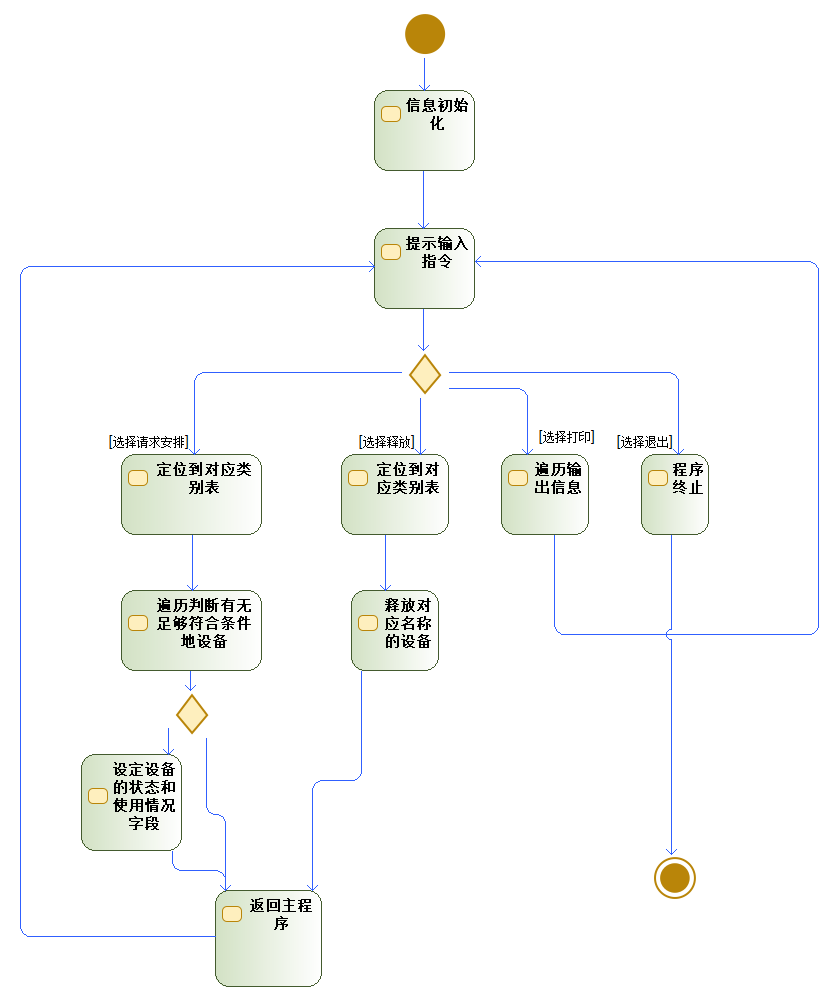 信息初始
化
提示输入
指令
[选择请求安排]
[选择释放]
[选择打印]
[选择退出]
定位到对应类
别表
定位到对
应类别表
遍历输
出信息
程序
终止
遍历判断有无
足够符合条件
地设备
释放对
应名称
的设备
设定设备
的状态和
使用情况
字段
返回主程
序